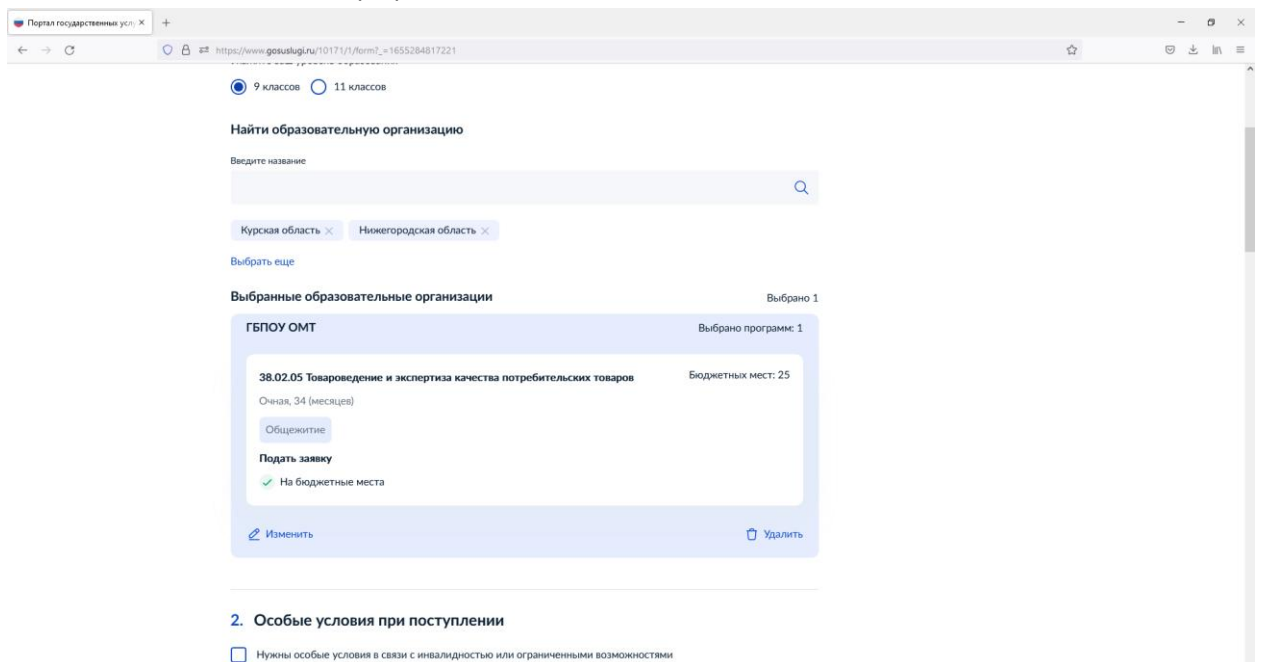 Портал государственных услу
https://www.gosuslugi.ru/10171/1/form?_=1655284817221
9 классов 11 классов
Найти образовательную организацию
Введите название
Курская область Нижегородская область
Выбрать еще
Выбранные образовательные организации Выбрано 1
ГБПОУ ОМТ Выбрано программ: 1
38.02.05 Товароведение и экспертиза качества потребительских товаров Бюджетных мест: 25
Очная, 34 (месяцев)
Общежитие
Подать заявку
На бюджетные места
Изменить Удалить
2. Особые условия при поступлении
Нужны особые условия в связи с инвалидностью или ограниченными возможностями